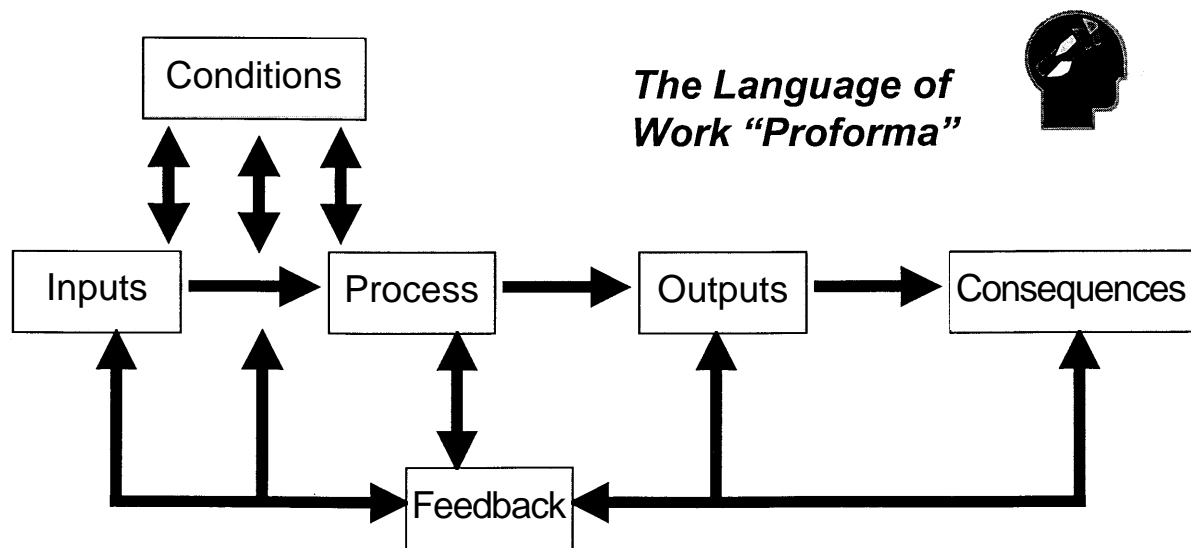 Conditions
The Language of
Work “Proforma”
Inputs
Process
Outputs
Consequences
Feedback